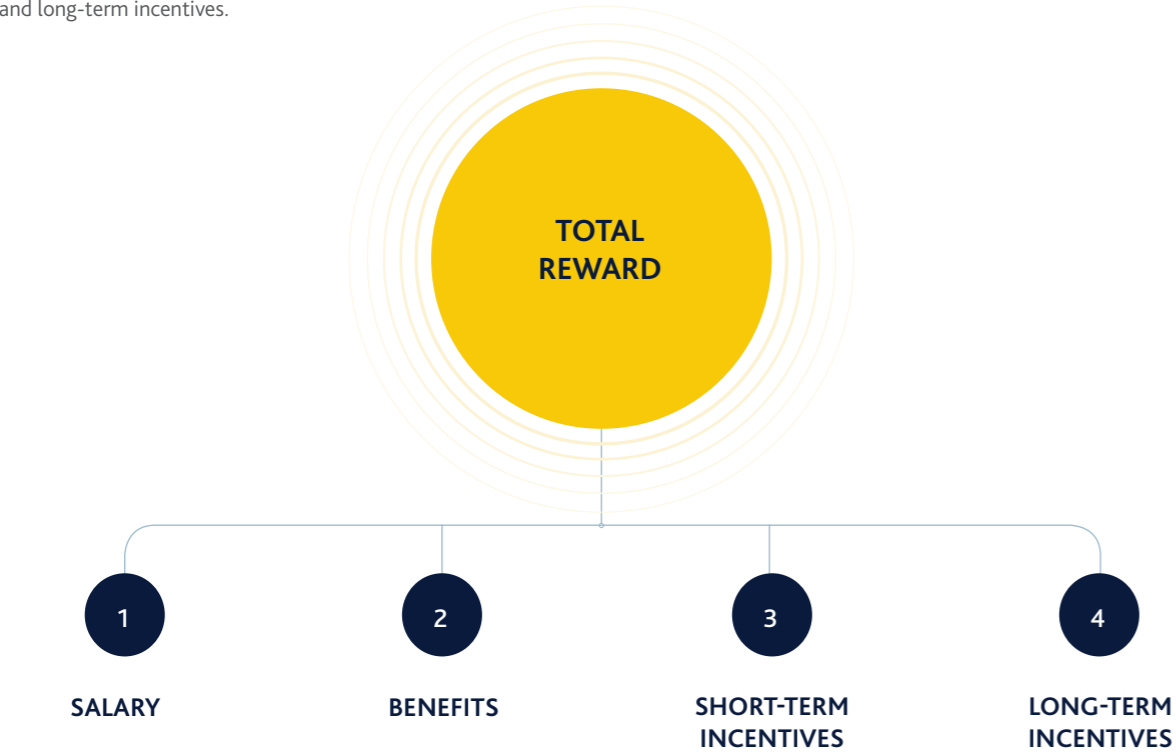 and long-term incentives.
TOTAL
REWARD
1
2
3
4
SALARY
BENEFITS
SHORT-TERM
INCENTIVES
LONG-TERM
INCENTIVES